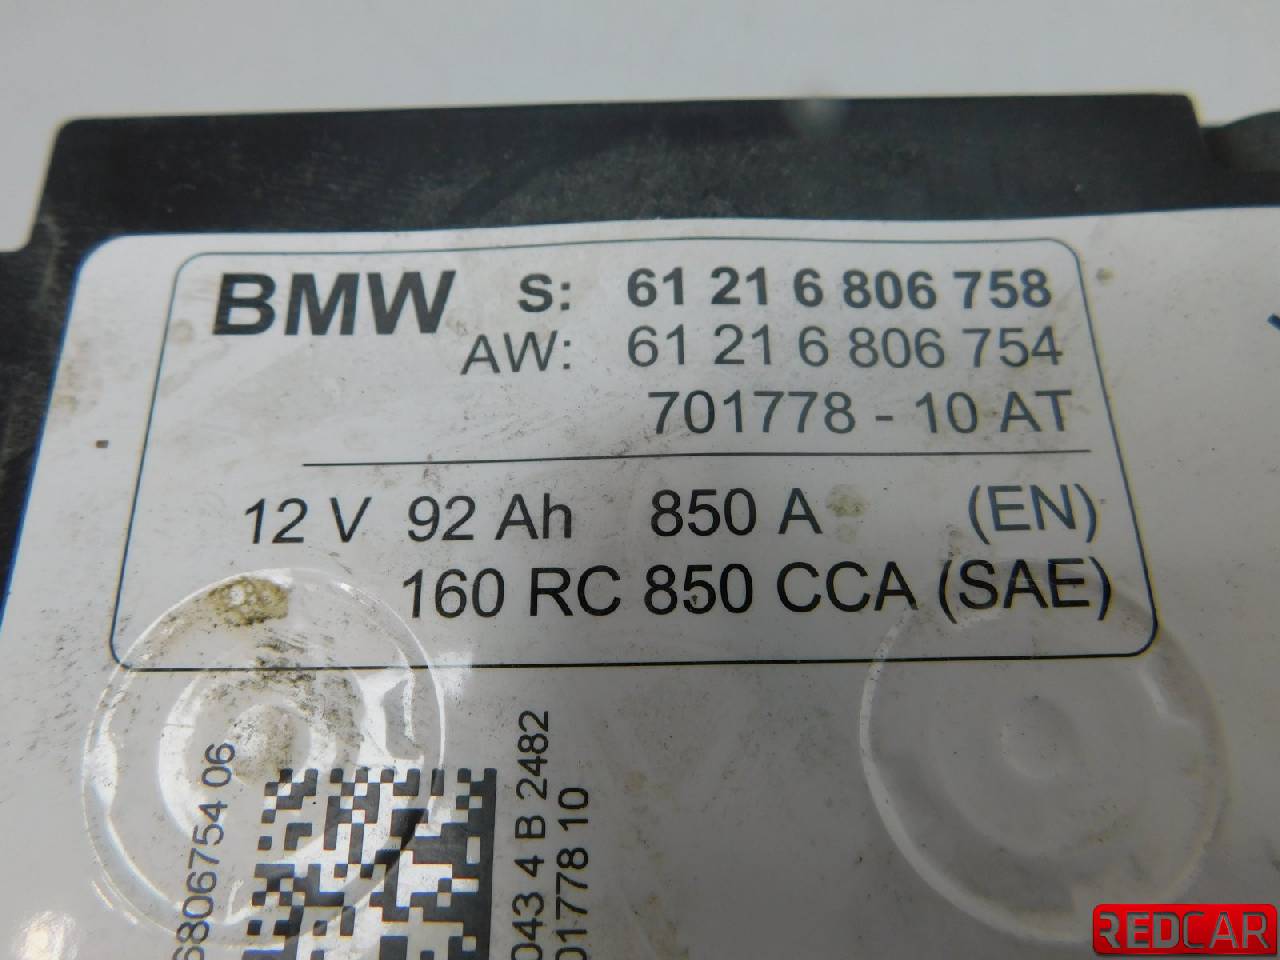 BMW S: 61 21 6 806 758
AW: 61 21 6 806 754
701778 - 10 AT
12 V 92 Ah 850 A (EN)
160 RC 850 CCA (SAE)
6806754 06
043 4 B 2482
01778 10
REDCAR